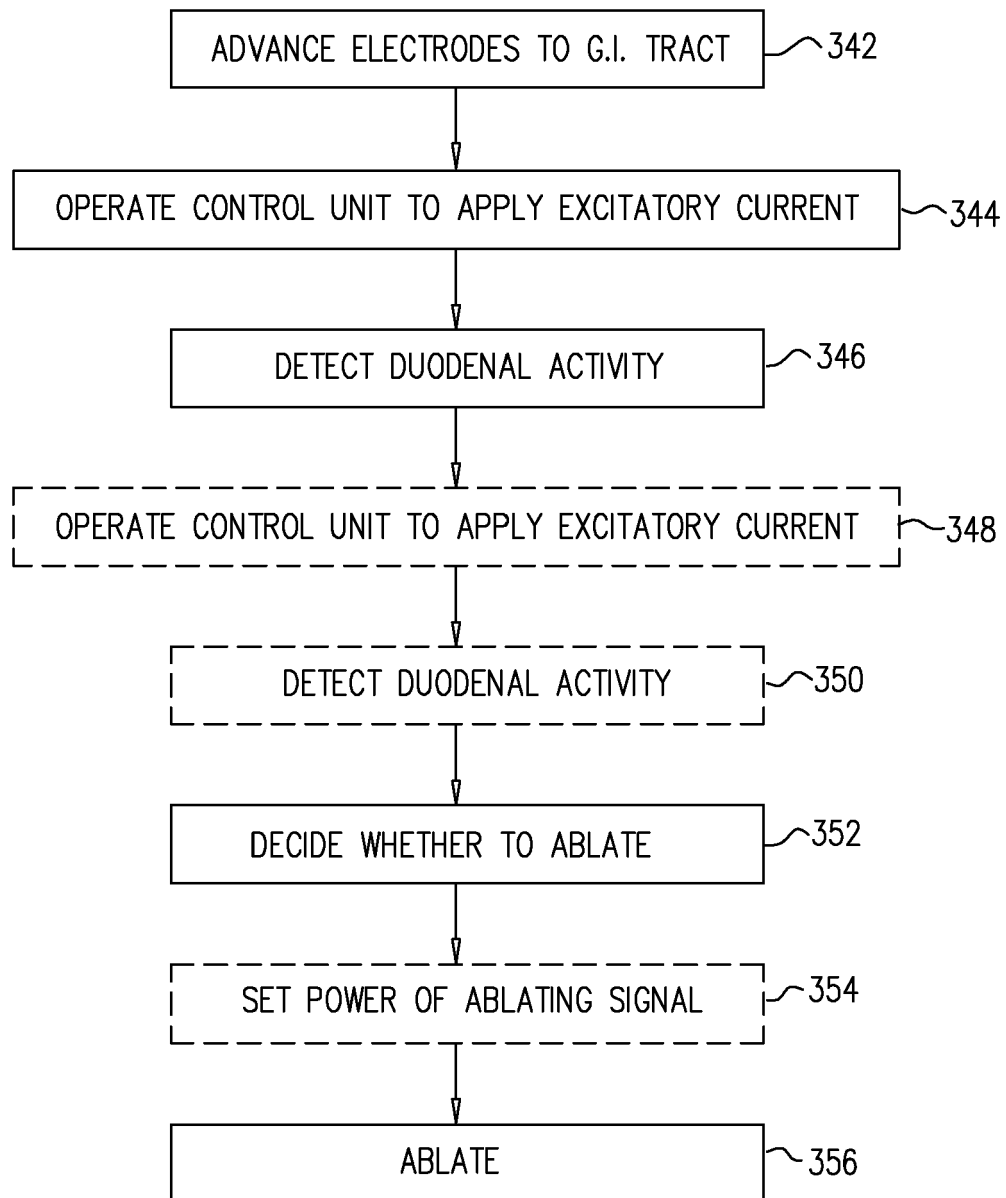 ADVANCE ELECTRODES TO G.I. TRACT 342
OPERATE CONTROL UNIT TO APPLY EXCITATORY CURRENT 344
DETECT DUODENAL ACTIVITY 346
OPERATE CONTROL UNIT TO APPLY EXCITATORY CURRENT 348
DETECT DUODENAL ACTIVITY 350
DECIDE WHETHER TO ABLATE 352
SET POWER OF ABLATING SIGNAL 354
ABLATE 356